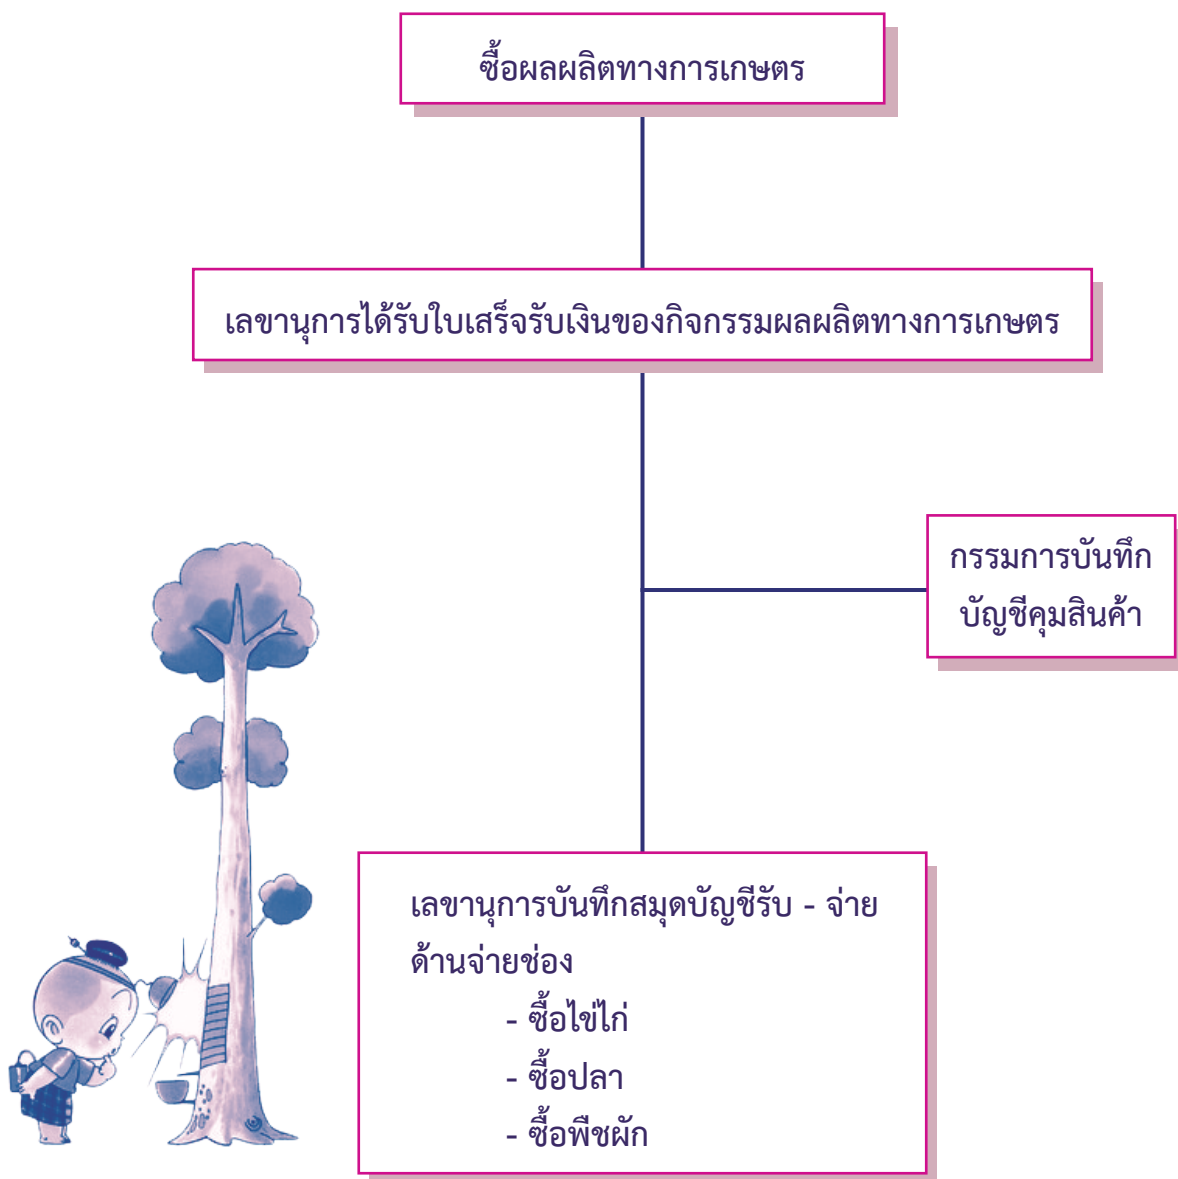 ซื้อผลผลิตทางการเกษตร
เลขานุการได้รับใบเสร็จรับเงินของกิจกรรมผลผลิตทางการเกษตร
กรรมการบันทึก
บัญชีคุมสินค้า
เลขานุการบันทึกสมุดบัญชีรับ - จ่าย
ด้านจ่ายช่อง
- ซื้อไข่ไก่
- ซื้อปลา
- ซื้อพืชผัก